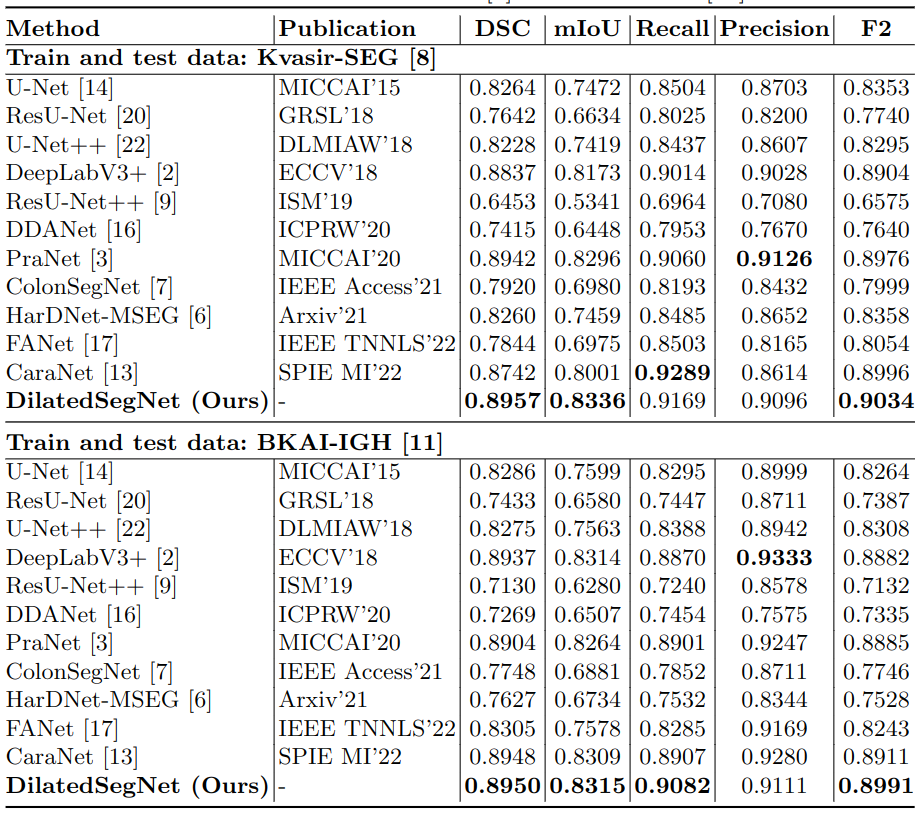 Method Publication DSC mIoU Recall Precision F2
Train and test data: Kvasir-SEG [8]
U-Net [14] MICCAI'15 0.8264 0.7472 0.8504 0.8703 0.8353
ResU-Net [20] GRSL'18 0.7642 0.6634 0.8025 0.8200 0.7740
U-Net++ [22] DLMIAW'18 0.8228 0.7419 0.8437 0.8607 0.8295
DeepLabV3+ [2] ECCV'18 0.8837 0.8173 0.9014 0.9028 0.8904
ResU-Net++ [9] ISM'19 0.6453 0.5341 0.6964 0.7080 0.6575
DDANet [16] ICPRW'20 0.7415 0.6448 0.7953 0.7670 0.7640
PraNet [3] MICCAI'20 0.8942 0.8296 0.9060 0.9126 0.8976
ColonSegNet [7] IEEE Access'21 0.7920 0.6980 0.8193 0.8432 0.7999
HarDNet-MSEG [6] Arxiv'21 0.8260 0.7459 0.8485 0.8652 0.8358
FANet [17] IEEE TNNLS'22 0.7844 0.6975 0.8503 0.8165 0.8054
CaraNet [13] SPIE MI'22 0.8742 0.8001 0.9289 0.8614 0.8996
DilatedSegNet (Ours) - 0.8957 0.8336 0.9169 0.9096 0.9034
Train and test data: BKAI-IGH [11]
U-Net [14] MICCAI'15 0.8286 0.7599 0.8295 0.8999 0.8264
ResU-Net [20] GRSL'18 0.7433 0.6580 0.7447 0.8711 0.7387
U-Net++ [22] DLMIAW'18 0.8275 0.7563 0.8388 0.8942 0.8308
DeepLabV3+ [2] ECCV'18 0.8937 0.8314 0.8870 0.9333 0.8882
ResU-Net++ [9] ISM'19 0.7130 0.6280 0.7240 0.8578 0.7132
DDANet [16] ICPRW'20 0.7269 0.6507 0.7454 0.7575 0.7335
PraNet [3] MICCAI'20 0.8904 0.8264 0.8901 0.9247 0.8885
ColonSegNet [7] IEEE Access'21 0.7748 0.6881 0.7852 0.8711 0.7746
HarDNet-MSEG [6] Arxiv'21 0.7627 0.6734 0.7532 0.8344 0.7528
FANet [17] IEEE TNNLS'22 0.8305 0.7578 0.8285 0.9169 0.8243
CaraNet [13] SPIE MI'22 0.8948 0.8309 0.8907 0.9280 0.8911
DilatedSegNet (Ours) - 0.8950 0.8315 0.9082 0.9111 0.8991